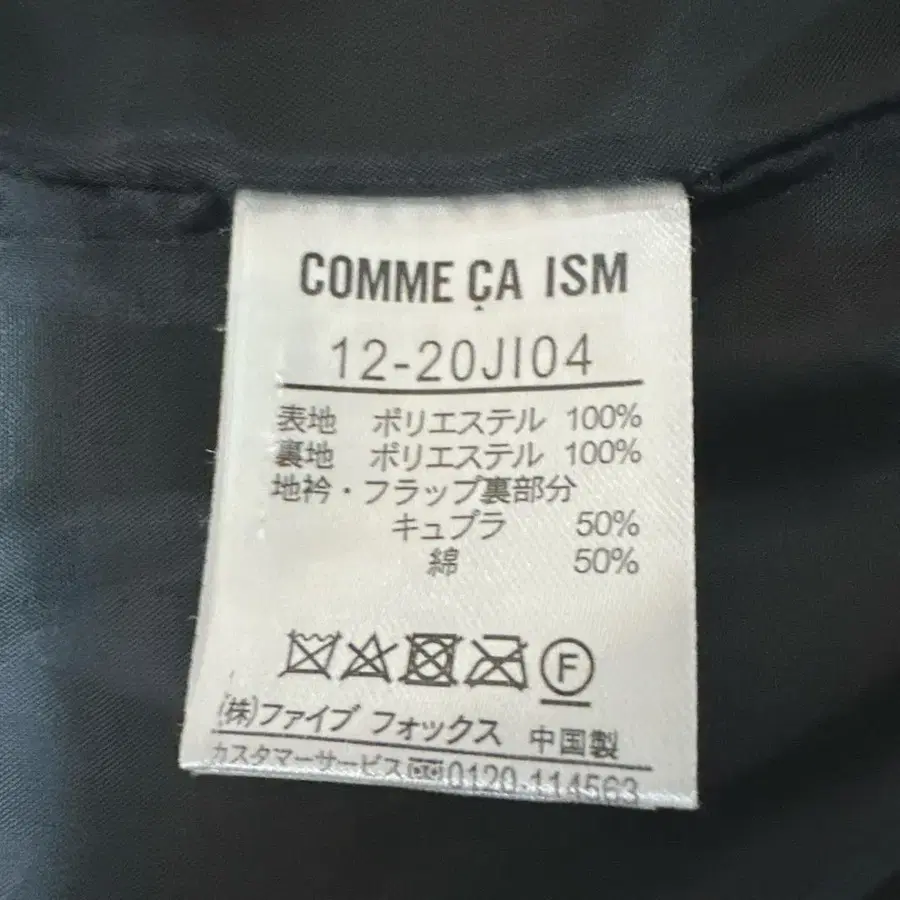 COMME ÇA ISM
12-20JI04
表地 ポリエステル 100%
裏地 ポリエステル 100%
地衿・フラップ裏部分
キュプラ 50%
綿 50%
F
(株)ファイブ フォックス 中国製
カスタマーサービス 0120-114563